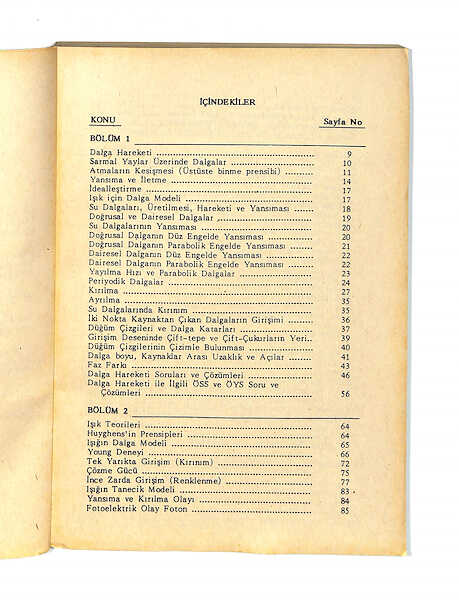 İÇİNDEKİLER
KONU Sayfa No
BÖLÜM 1
Dalga Hareketi ........ 9
Sarmal Yaylar Üzerinde Dalgalar ........ 10
Atmaların Kesişmesi (Üstüste binme prensibi) ........ 11
Yansıma ve İletme ........ 14
İdealleştirme ........ 17
Işık için Dalga Modeli ........ 17
Su Dalgaları, Üretilmesi, Hareketi ve Yansıması ........ 18
Doğrusal ve Dairesel Dalgalar ........ 19
Su Dalgalarının Yansıması ........ 20
Doğrusal Dalganın Düz Engelde Yansıması ........ 20
Doğrusal Dalganın Parabolik Engelde Yansıması ........ 21
Dairesel Dalganın Düz Engelde Yansıması ........ 22
Dairesel Dalganın Parabolik Engelde Yansıması ........ 22
Yayılma Hızı ve Parabolik Dalgalar ........ 23
Periyodik Dalgalar ........ 24
Kırılma ........ 27
Ayrılma ........ 35
Su Dalgalarında Kırınım ........ 35
İki Nokta Kaynaktan Çıkan Dalgaların Girişimi ........ 36
Düğüm Çizgileri ve Dalga Katarları ........ 37
Girişim Deseninde Çift-tepe ve Çift-Çukurların Yeri.. 39
Düğüm Çizgilerinin Çizimle Bulunması ........ 40
Dalga boyu, Kaynaklar Arası Uzaklık ve Açılar ........ 41
Faz Farkı ........ 43
Dalga Hareketi Soruları ve Çözümleri ........ 46
Dalga Hareketi ile İlgili ÖSS ve ÖYS Soru ve
Çözümleri ........ 56
BÖLÜM 2
Işık Teorileri ........ 64
Huyghens'in Prensipleri ........ 64
Işığın Dalga Modeli ........ 65
Young Deneyi ........ 66
Tek Yarıkta Girişim (Kırınım) ........ 72
Çözme Gücü ........ 75
İnce Zarda Girişim (Renklenme) ........ 77
Işığın Tanecik Modeli ........ 83
Yansıma ve Kırılma Olayı ........ 84
Fotoelektrik Olay Foton ........ 85